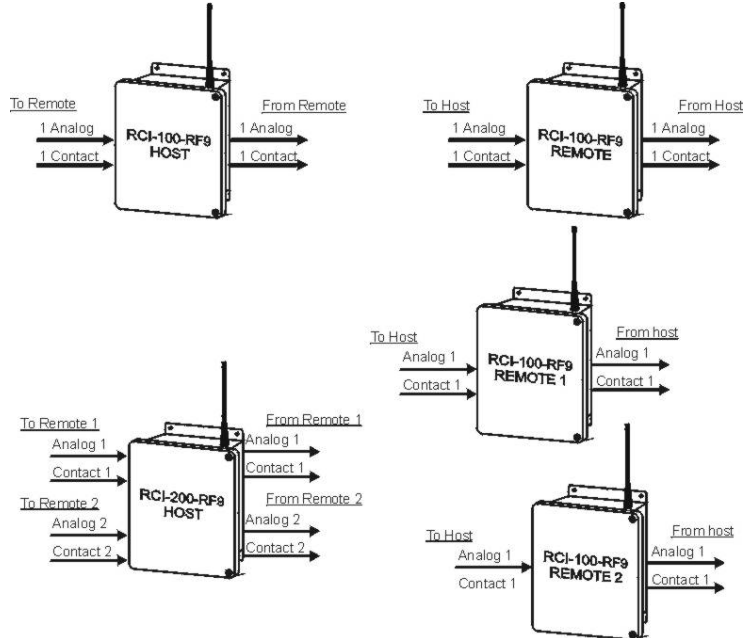 To Remote
1 Analog
1 Contact
RCI-100-RF9
HOST
From Remote
1 Analog
1 Contact
To Host
1 Analog
1 Contact
RCI-100-RF9
REMOTE
From Host
1 Analog
1 Contact
To Host
Analog 1
Contact 1
RCI-100-RF9
REMOTE 1
From host
Analog 1
Contact 1
To Remote 1
Analog 1
Contact 1
To Remote 2
Analog 2
Contact 2
RCI-200-RF9
HOST
From Remote 1
Analog 1
Contact 1
From Remote 2
Analog 2
Contact 2
To Host
Analog 1
Contact 1
RCI-100-RF9
REMOTE 2
From host
Analog 1
Contact 1